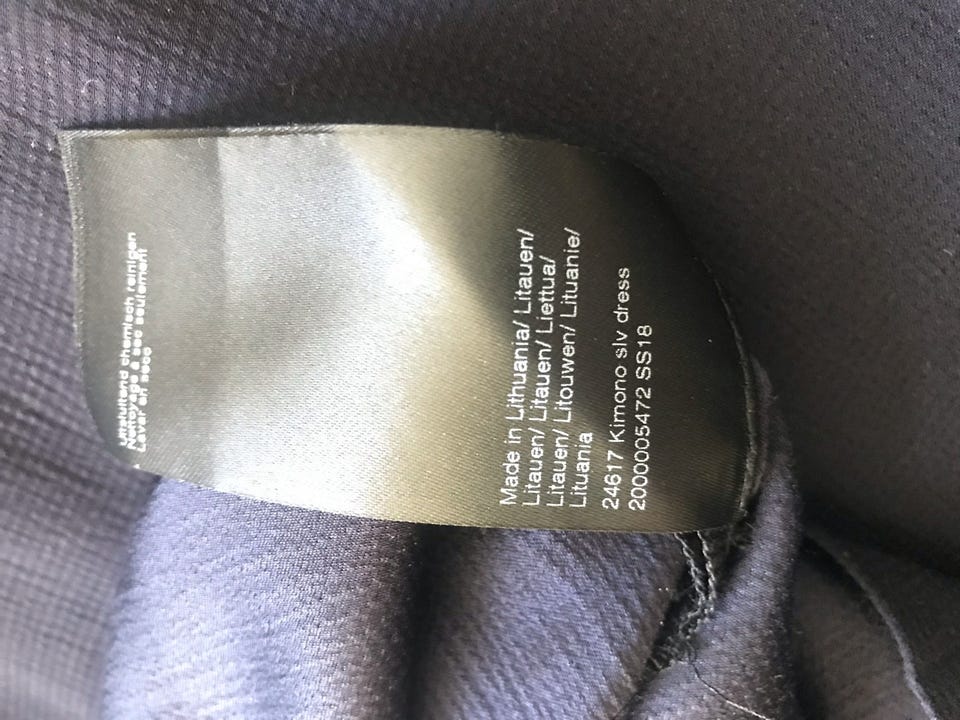 Uitsluitend chemisch reinigen
Nettoyage à sec seulement
Lavar en seco
Made in Lithuania/ Litauen/
Litauen/ Litauen/ Liettua/
Litauen/ Litouwen/ Lituanie/
Lituania
24617 Kimono slv dress
2000005472 SS18